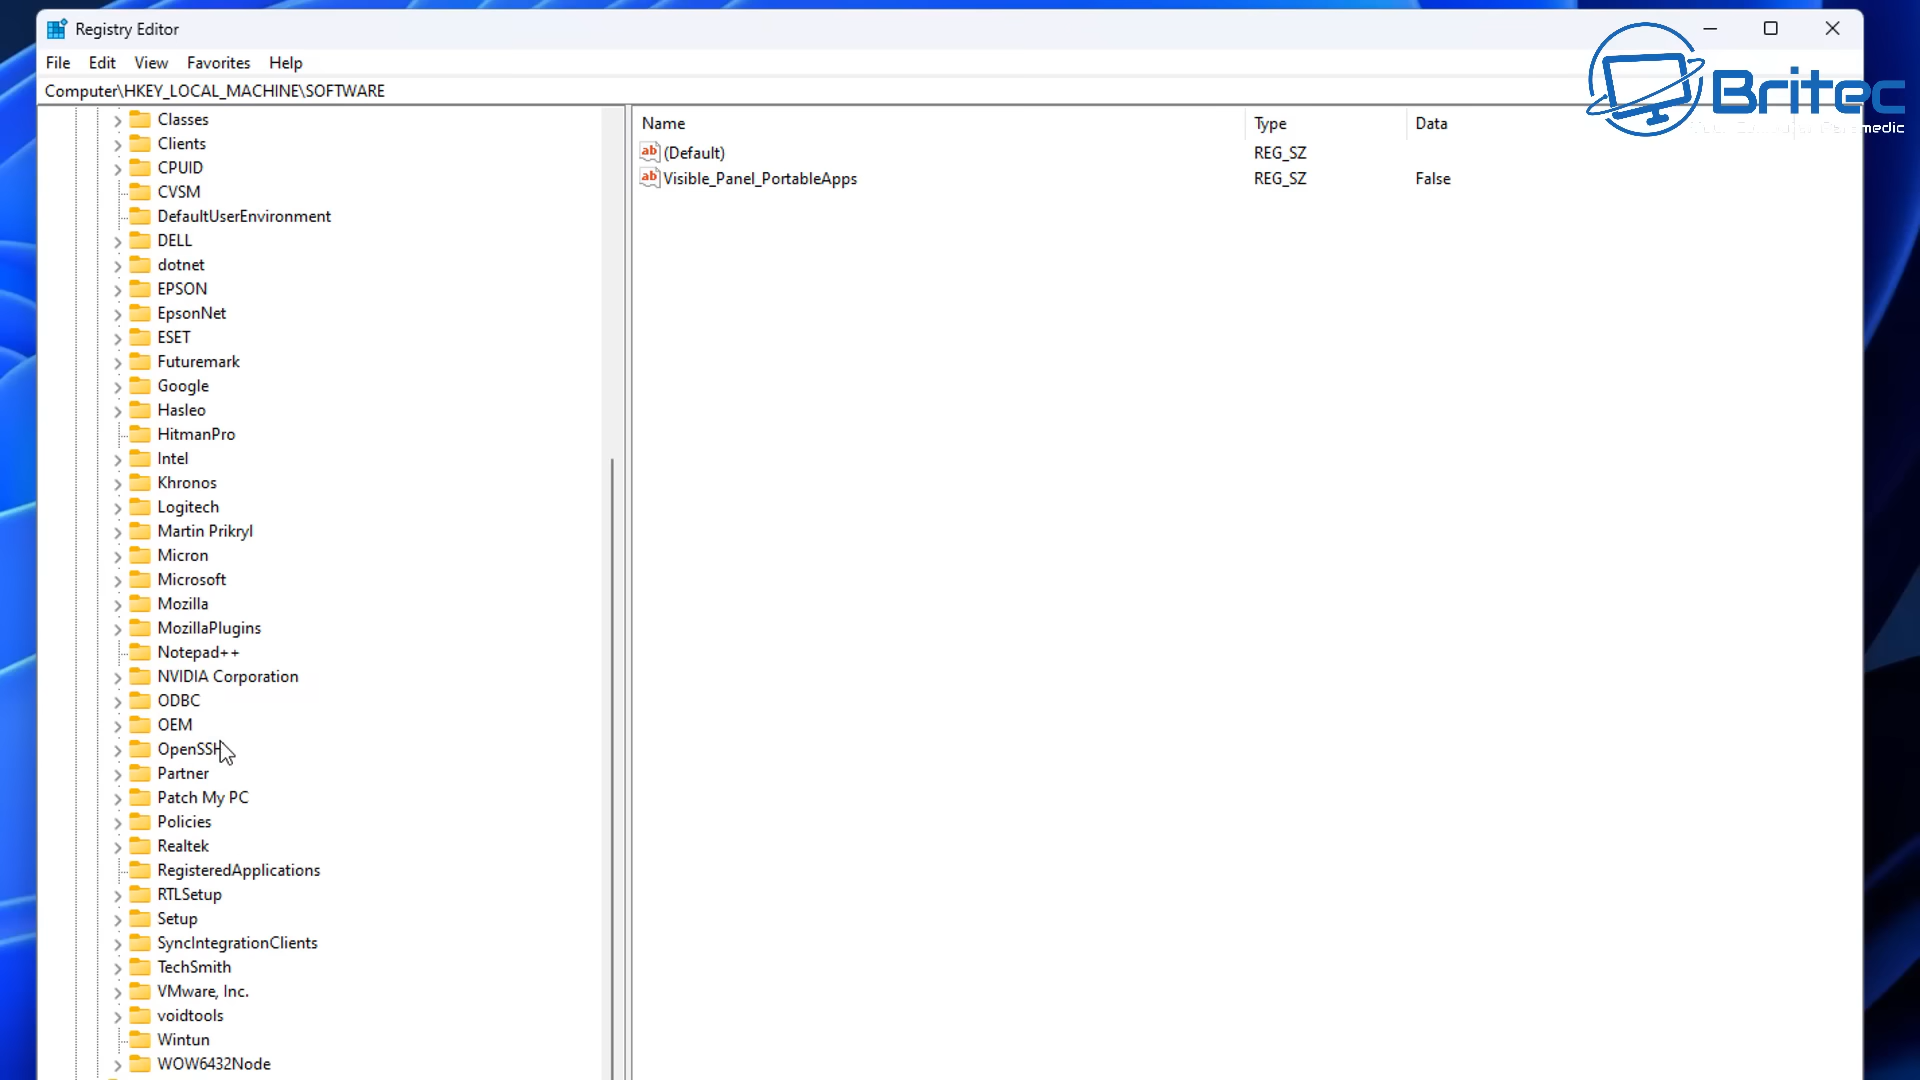 Registry Editor
File Edit View Favorites Help
Computer\HKEY_LOCAL_MACHINE\SOFTWARE
Britec
Classes
Clients
CPUID
CVSM
DefaultUserEnvironment
DELL
dotnet
EPSON
EpsonNet
ESET
Futuremark
Google
Hasleo
HitmanPro
Intel
Khronos
Logitech
Martin Prikryl
Micron
Microsoft
Mozilla
MozillaPlugins
Notepad++
NVIDIA Corporation
ODBC
OEM
OpenSSH
Partner
Patch My PC
Policies
Realtek
RegisteredApplications
RTLSetup
Setup
SyncIntegrationClients
TechSmith
VMware, Inc.
voidtools
Wintun
WOW6432Node
Name Type Data
(Default) REG_SZ
Visible_Panel_PortableApps REG_SZ False